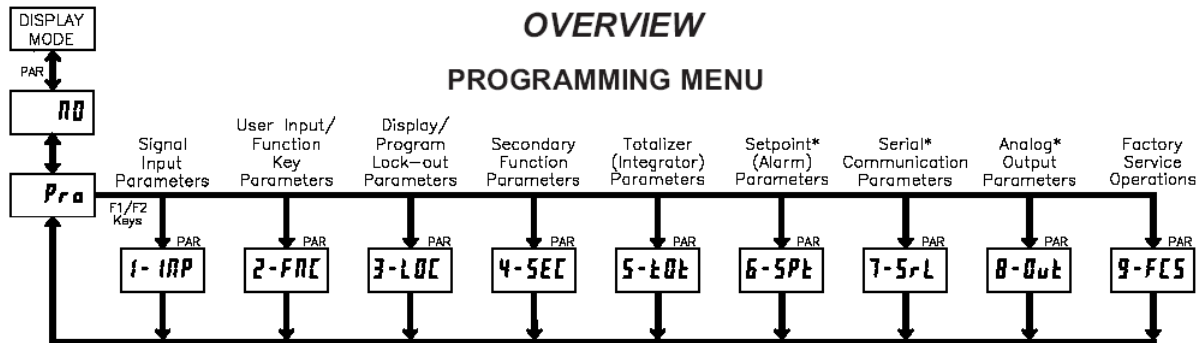 DISPLAY
MODE
OVERVIEW
PAR
PROGRAMMING MENU
NO
Pro
F1/F2
Keys
Signal
Input
Parameters
User Input/
Function
Key
Parameters
Display/
Program
Lock-out
Parameters
Secondary
Function
Parameters
Totalizer
(Integrator)
Parameters
Setpoint*
(Alarm)
Parameters
Serial*
Communication
Parameters
Analog*
Output
Parameters
Factory
Service
Operations
PAR
1-INP
PAR
2-FNC
PAR
3-LOC
PAR
4-SEC
PAR
5-tOt
PAR
6-SPt
PAR
7-SrL
PAR
8-Out
PAR
9-FCS